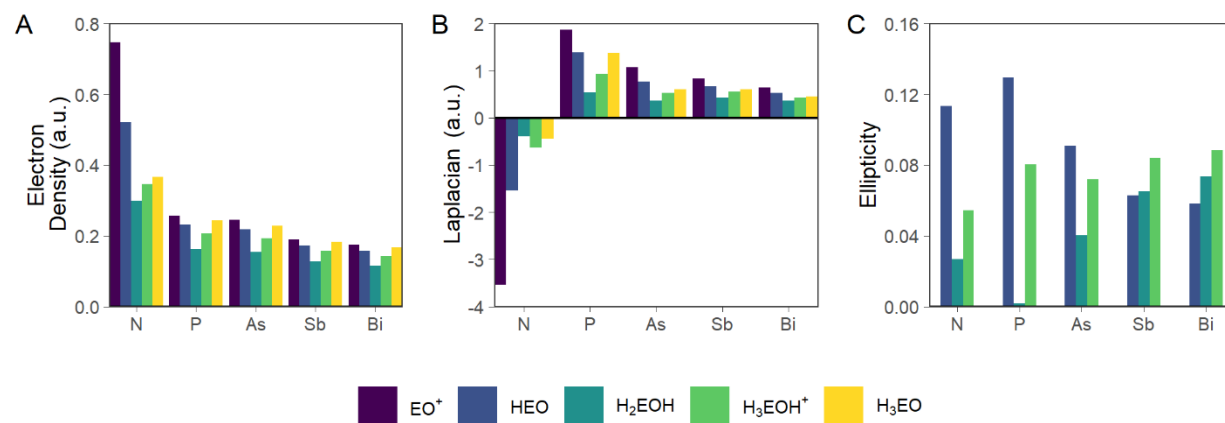 A
Electron
Density (a.u.)
0.8
0.6
0.4
0.2
0.0
N P As Sb Bi
B
Laplacian (a.u.)
2
1
0
-1
-2
-3
-4
N P As Sb Bi
C
Ellipticity
0.16
0.12
0.08
0.04
0.00
N P As Sb Bi
EO⁺ HEO H₂EOH H₃EOH⁺ H₃EO